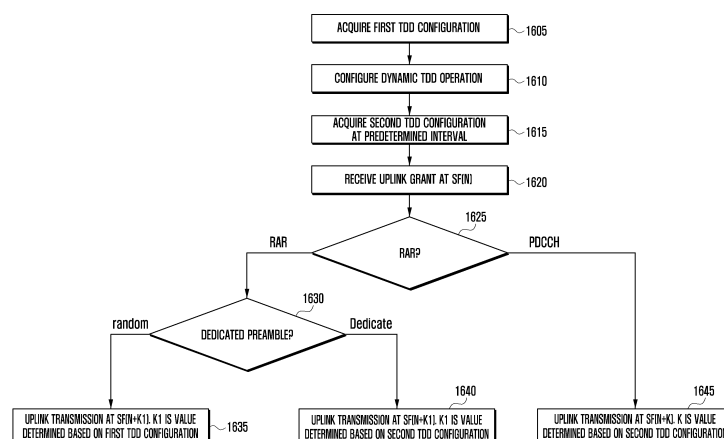 ACQUIRE FIRST TDD CONFIGURATION
1605
CONFIGURE DYNAMIC TDD OPERATION
1610
ACQUIRE SECOND TDD CONFIGURATION
AT PREDETERMINED INTERVAL
1615
RECEIVE UPLINK GRANT AT SF[N]
1620
1625
RAR
RAR?
PDCCH
1630
random
DEDICATED PREAMBLE?
Dedicate
1635
UPLINK TRANSMISSION AT SF[N+K1]. K1 IS VALUE
DETERMINED BASED ON FIRST TDD CONFIGURATION
1640
UPLINK TRANSMISSION AT SF[N+K1]. K1 IS VALUE
DETERMINED BASED ON SECOND TDD CONFIGURATION
1645
UPLINK TRANSMISSION AT SF[N+K]. K IS VALUE
DETERMINED BASED ON SECOND TDD CONFIGURATION